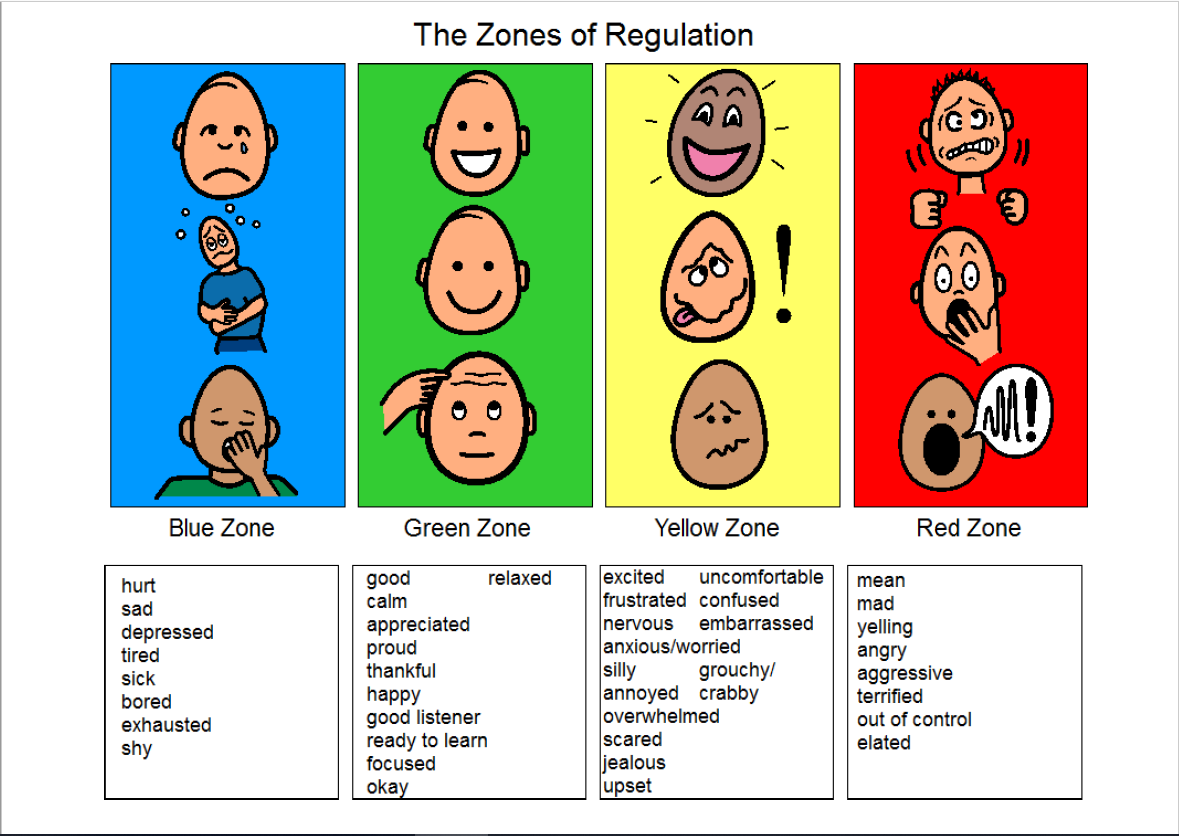 The Zones of Regulation
Blue Zone
Green Zone
Yellow Zone
Red Zone
hurt
sad
depressed
tired
sick
bored
exhausted
shy
good relaxed
calm
appreciated
proud
thankful
happy
good listener
ready to learn
focused
okay
excited uncomfortable
frustrated confused
nervous embarrassed
anxious/worried
silly grouchy/
annoyed crabby
overwhelmed
scared
jealous
upset
mean
mad
yelling
angry
aggressive
terrified
out of control
elated